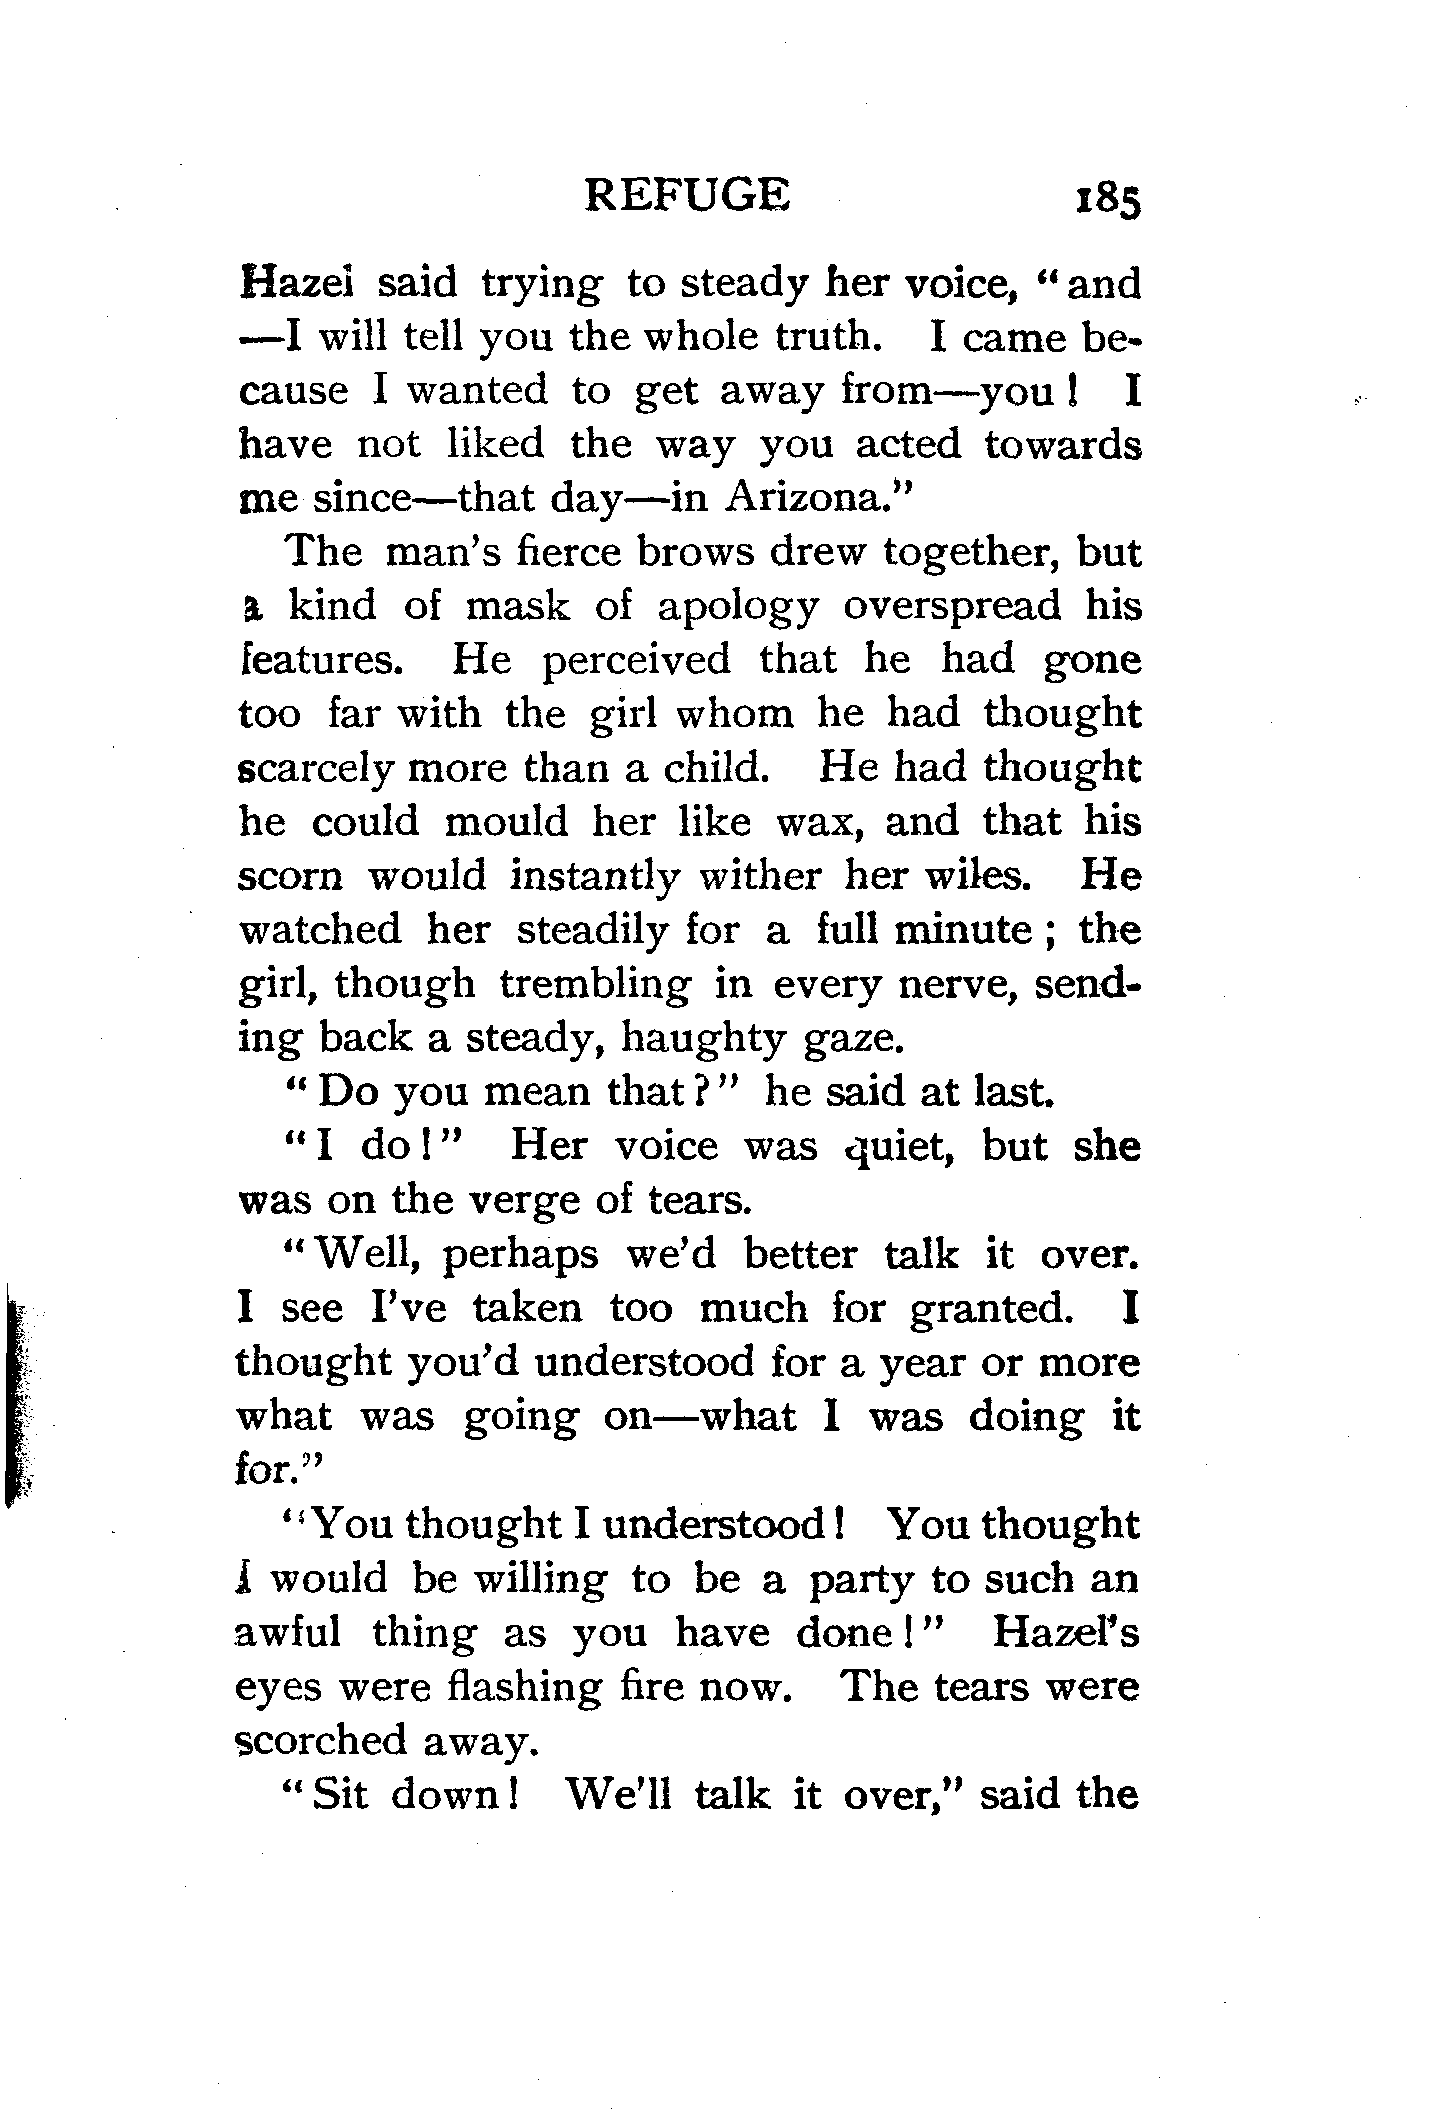 REFUGE 185
Hazel said trying to steady her voice, “and
—I will tell you the whole truth. I came be-
cause I wanted to get away from—you! I
have not liked the way you acted towards
me since—that day—in Arizona.”
The man’s fierce brows drew together, but
a kind of mask of apology overspread his
features. He perceived that he had gone
too far with the girl whom he had thought
scarcely more than a child. He had thought
he could mould her like wax, and that his
scorn would instantly wither her wiles. He
watched her steadily for a full minute; the
girl, though trembling in every nerve, send-
ing back a steady, haughty gaze.
“Do you mean that?” he said at last.
“I do!” Her voice was quiet, but she
was on the verge of tears.
“Well, perhaps we’d better talk it over.
I see I’ve taken too much for granted. I
thought you’d understood for a year or more
what was going on—what I was doing it
for.”
“You thought I understood! You thought
I would be willing to be a party to such an
awful thing as you have done!” Hazel’s
eyes were flashing fire now. The tears were
scorched away.
“Sit down! We’ll talk it over,” said the